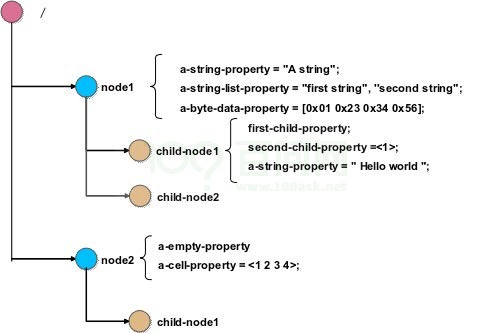 /
a-string-property = "A string";
node1
a-string-list-property = "first string", "second string";
a-byte-data-property = [0x01 0x23 0x34 0x56];
first-child-property;
child-node1
second-child-property =<1>;
a-string-property = " Hello world ";
www.100ask.net
child-node2
a-empty-property
node2
a-cell-property = <1 2 3 4>;
child-node1